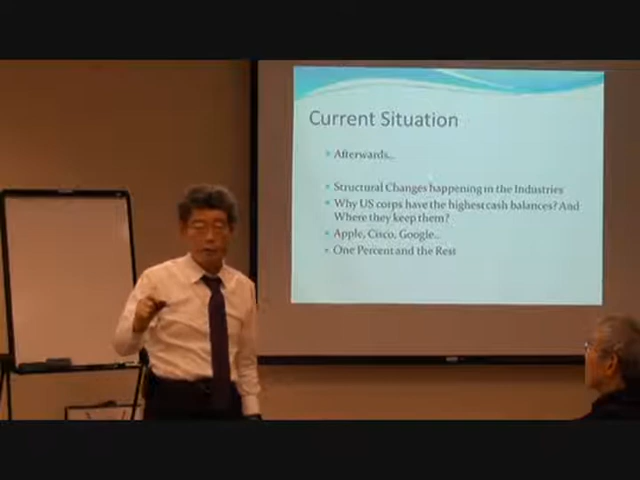 Current Situation
Afterwards..
Structural Changes happening in the Industries
Why US corps have the highest cash balances? And
Where they keep them?
Apple, Cisco, Google..
One Percent and the Rest